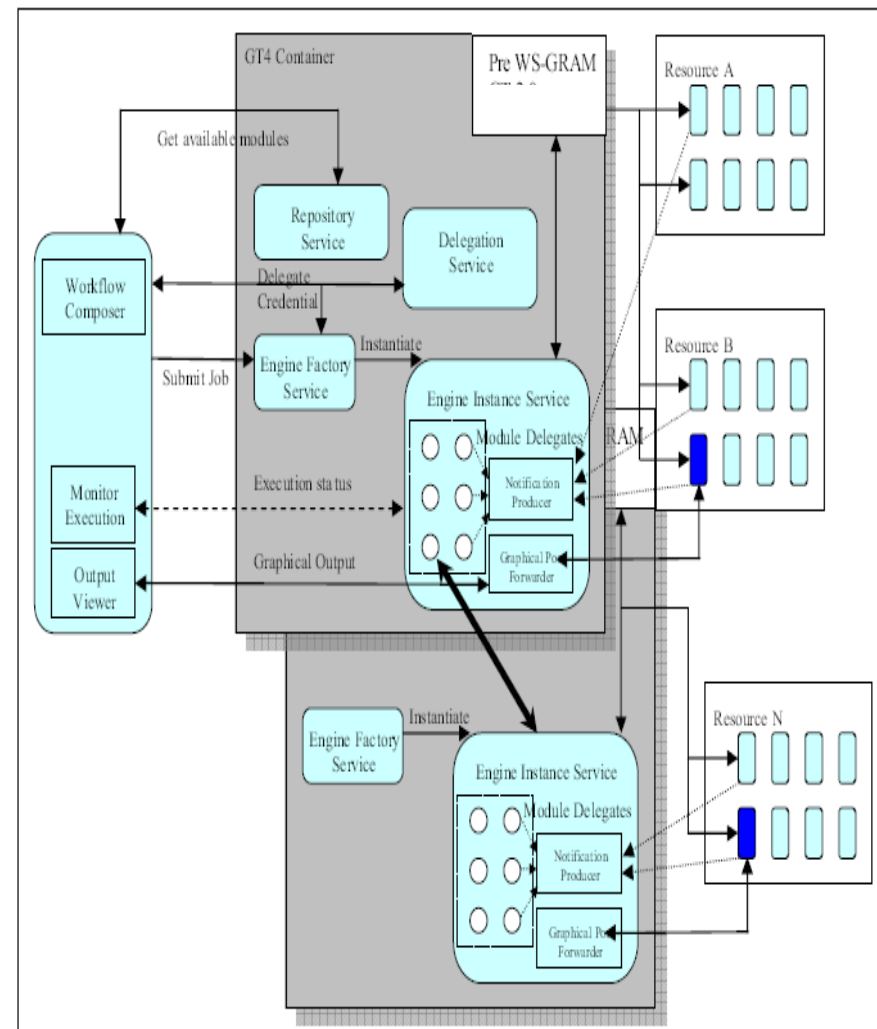 GT4 Container
Pre WS-GRAM
Resource A
Get available modules
Repository
Service
Delegation
Service
Workflow
Composer
Delegate
Credential
Submit Job
Engine Factory
Service
Instantiate
Resource B
Engine Instance Service
Module Delegates
RAM
Notification
Producer
Monitor
Execution
Execution status
Graphical
Forwarder
Output
Viewer
Graphical Output
Engine Factory
Service
Instantiate
Resource N
Engine Instance Service
Module Delegates
Notification
Producer
Graphical
Forwarder